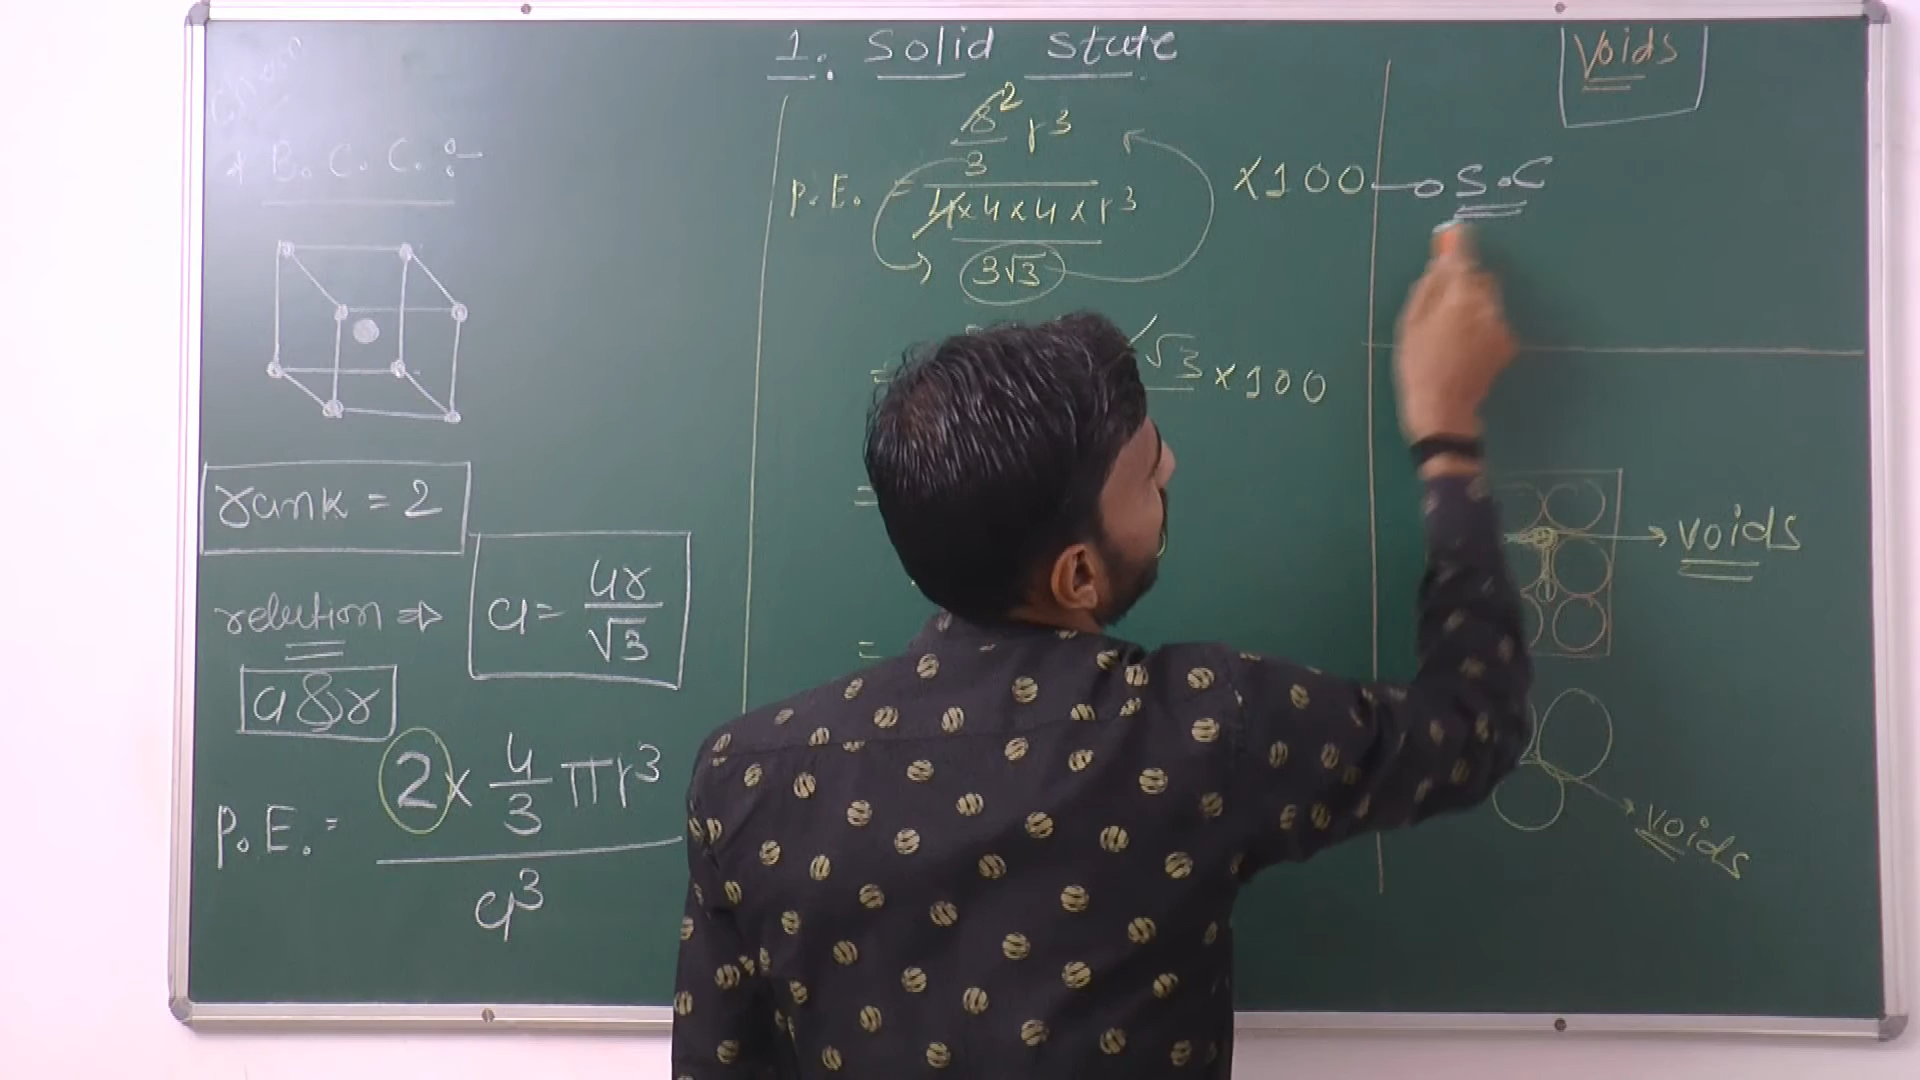 1. Solid state
* B. C. C. :-
rank = 2
relation ⇒
a = 4r/√3
a & r
P.E. = 2 × 4/3 πr³ / a³
8² r³
3
P.E. = 4×4×4×r³ ×100
3√3
√3 ×100
=
=
Voids
S.C
voids
voids